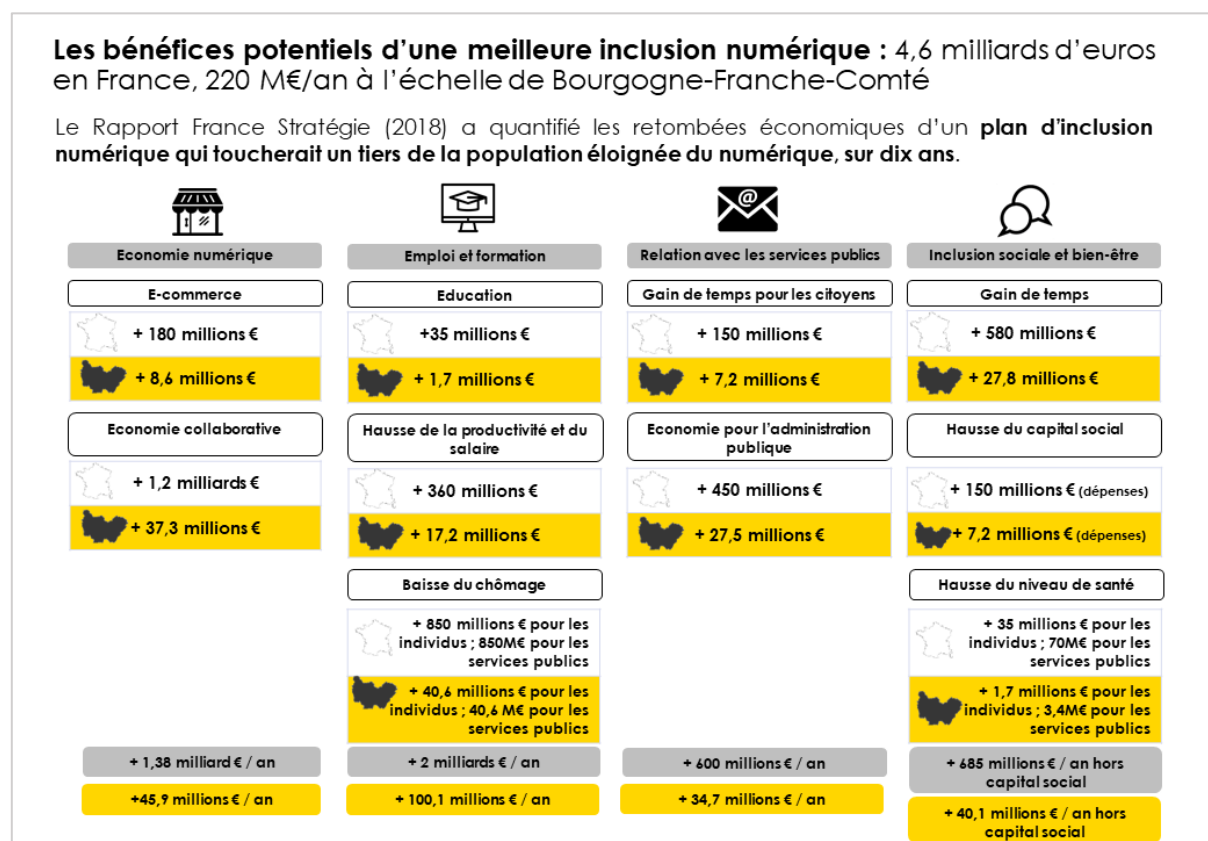 Les bénéfices potentiels d’une meilleure inclusion numérique : 4,6 milliards d’euros
en France, 220 M€/an à l’échelle de Bourgogne-Franche-Comté
Le Rapport France Stratégie (2018) a quantifié les retombées économiques d’un plan d’inclusion
numérique qui toucherait un tiers de la population éloignée du numérique, sur dix ans.
Economie numérique
E-commerce
+ 180 millions €
+ 8,6 millions €
Economie collaborative
+ 1,2 milliards €
+ 37,3 millions €
+ 1,38 milliard € / an
+45,9 millions € / an
Emploi et formation
Education
+35 millions €
+ 1,7 millions €
Hausse de la productivité et du
salaire
+ 360 millions €
+ 17,2 millions €
Baisse du chômage
+ 850 millions € pour les
individus ; 850M€ pour les
services publics
+ 40,6 millions € pour les
individus ; 40,6 M€ pour les
services publics
+ 2 milliards € / an
+ 100,1 millions € / an
@
Relation avec les services publics
Gain de temps pour les citoyens
+ 150 millions €
+ 7,2 millions €
Economie pour l’administration
publique
+ 450 millions €
+ 27,5 millions €
+ 600 millions € / an
+ 34,7 millions € / an
Inclusion sociale et bien-être
Gain de temps
+ 580 millions €
+ 27,8 millions €
Hausse du capital social
+ 150 millions € (dépenses)
+ 7,2 millions € (dépenses)
Hausse du niveau de santé
+ 35 millions € pour les
individus ; 70M€ pour les
services publics
+ 1,7 millions € pour les
individus ; 3,4M€ pour les
services publics
+ 685 millions € / an hors
capital social
+ 40,1 millions € / an hors
capital social